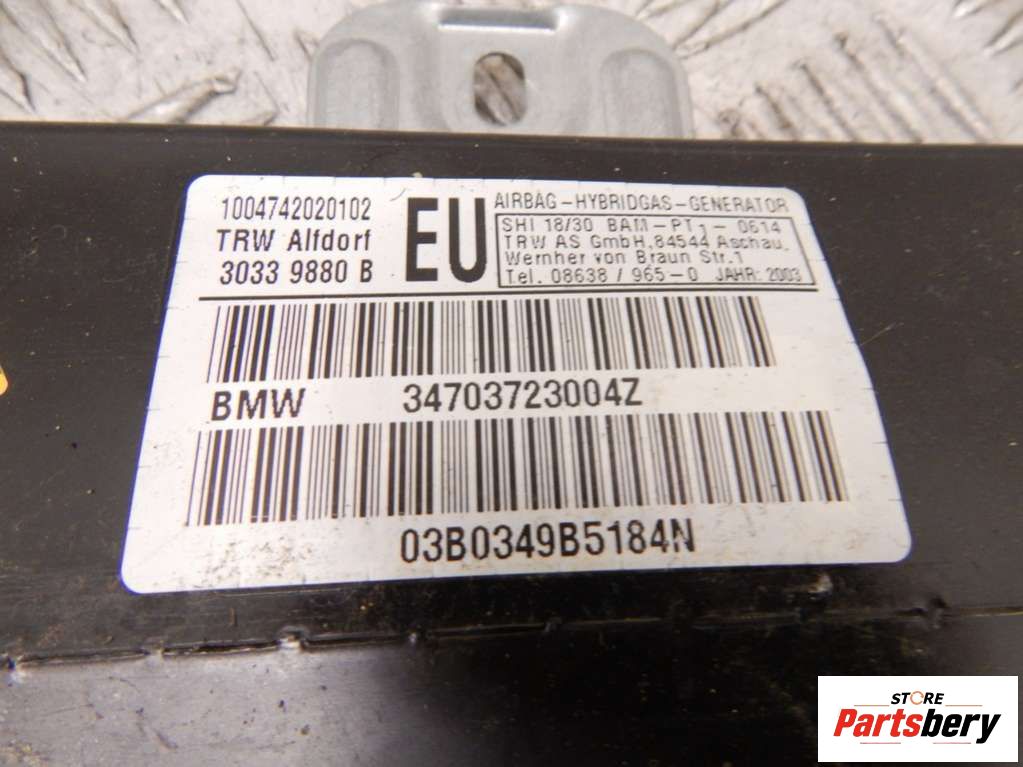 1004742020102
TRW Alfdorf
3033 9880 B
EU
AIRBAG-HYBRIDGAS-GENERATOR
SHI 18/30 BAM-PT1-0614
TRW AS GmbH,84544 Aschau,
Wernher von Braun Str.1
Tel. 08638/965-0 JAHR: 2003
BMW 34703723004Z
03B0349B5184N
STORE
Partsbery